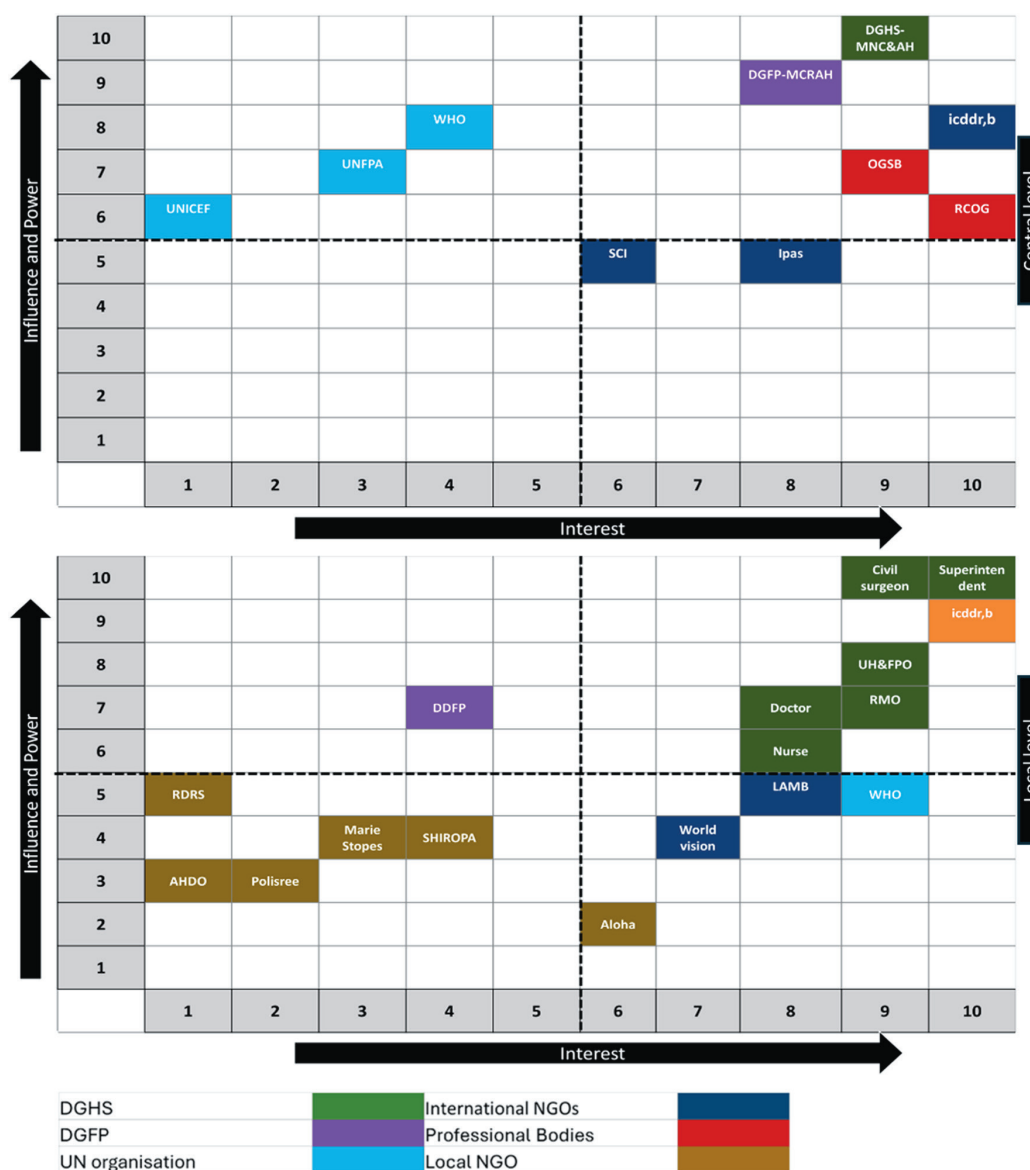 10
DGHS-
MNC&AH
9
DGFP-MCRAH
8
WHO
icddr,b
7
UNFPA
OGSB
6
UNICEF
RCOG
5
SCI
Ipas
4
3
2
1
Influence and Power
Central level
1 2 3 4 5 6 7 8 9 10
Interest
10
Civil
surgeon
Superinten
dent
9
icddr,b
8
UH&FPO
7
DDFP
Doctor
RMO
6
Nurse
5
RDRS
LAMB
WHO
4
Marie
Stopes
SHIROPA
World
vision
3
AHDO
Polisree
2
Aloha
1
Influence and Power
Local level
1 2 3 4 5 6 7 8 9 10
Interest
DGHS
International NGOs
DGFP
Professional Bodies
UN organisation
Local NGO